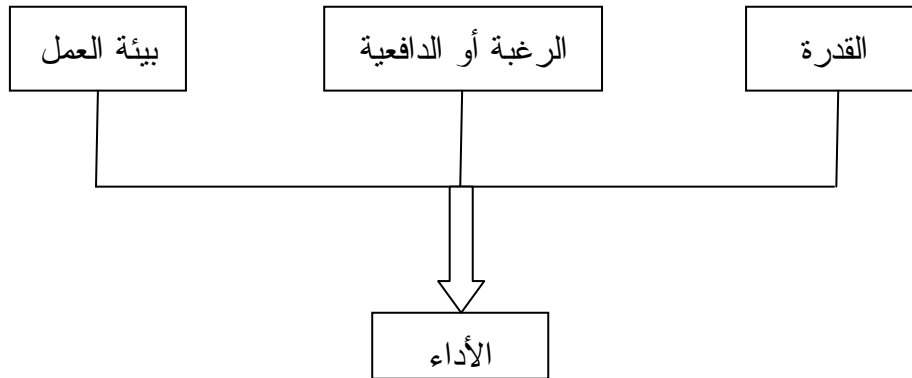 القدرة
الرغبة أو الدافعية
بيئة العمل
الأداء